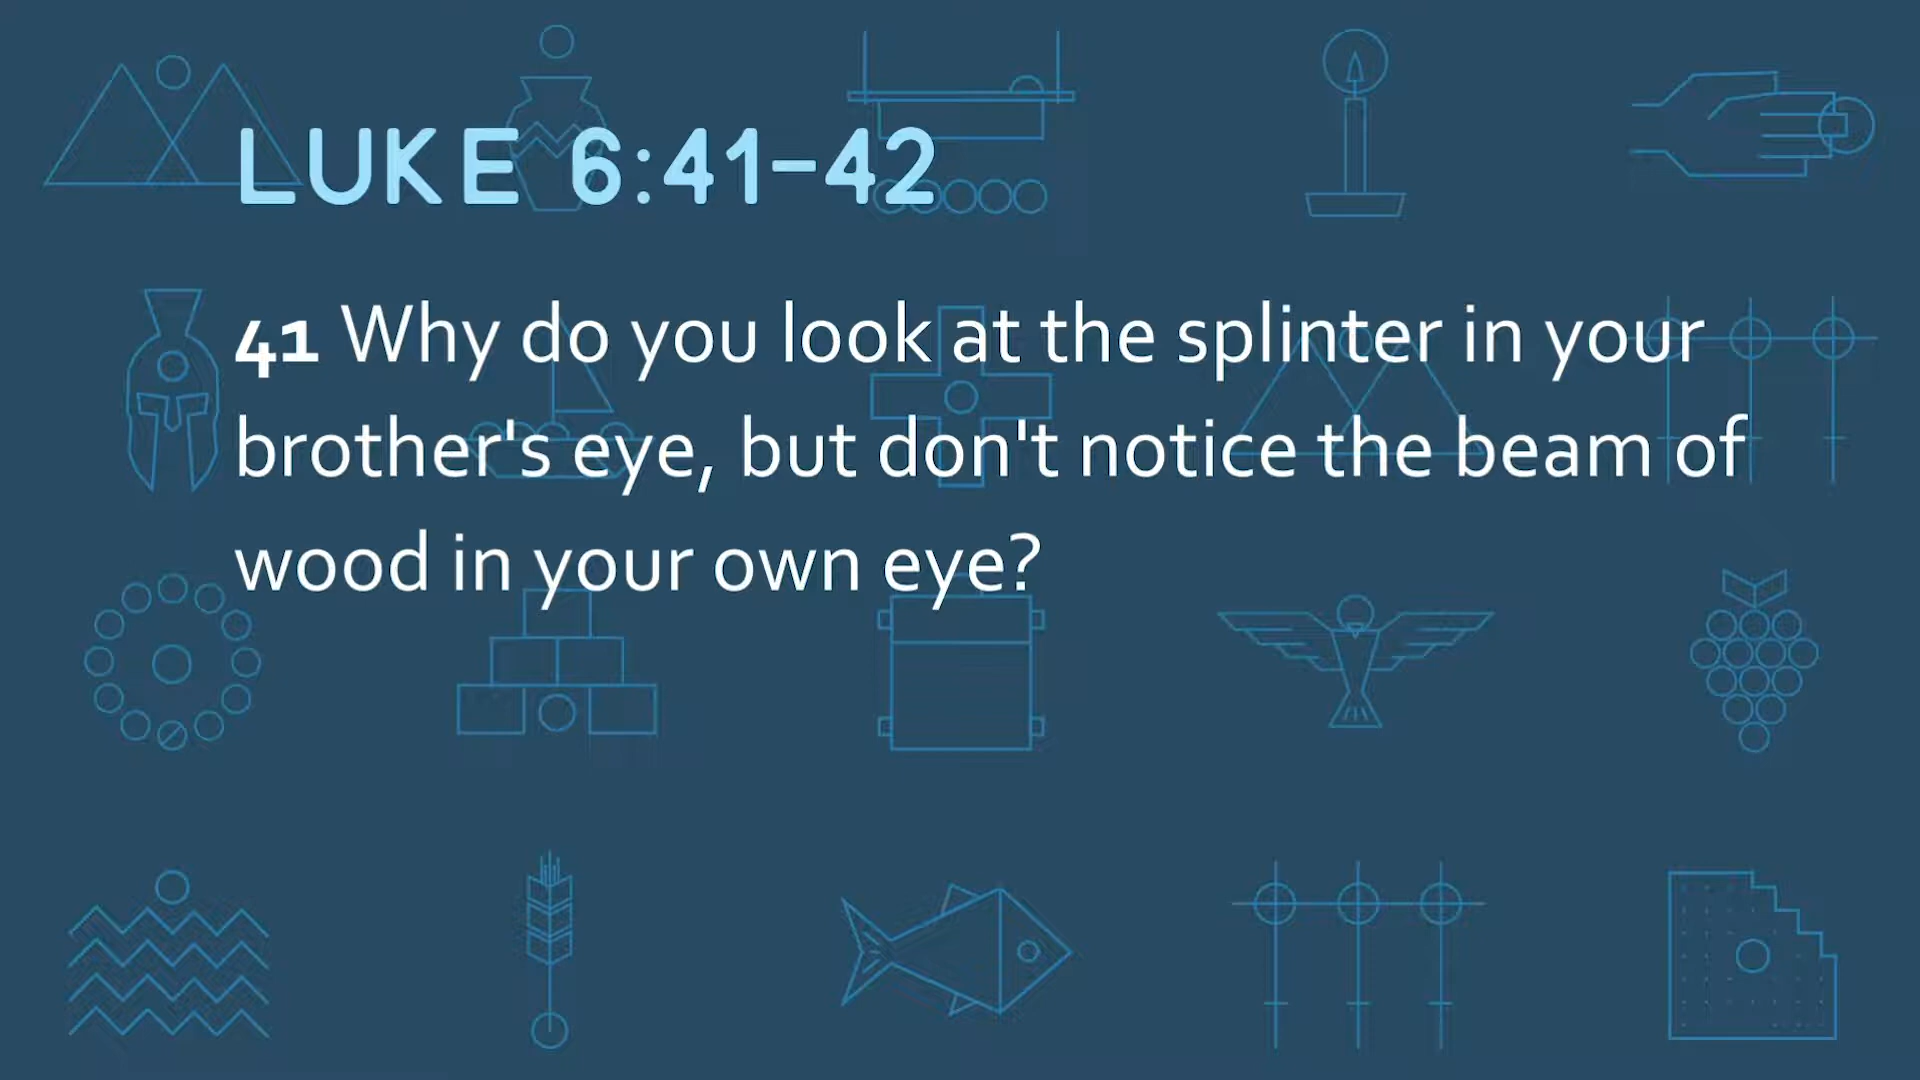 LUKE 6:41-42
41 Why do you look at the splinter in your
brother's eye, but don't notice the beam of
wood in your own eye?